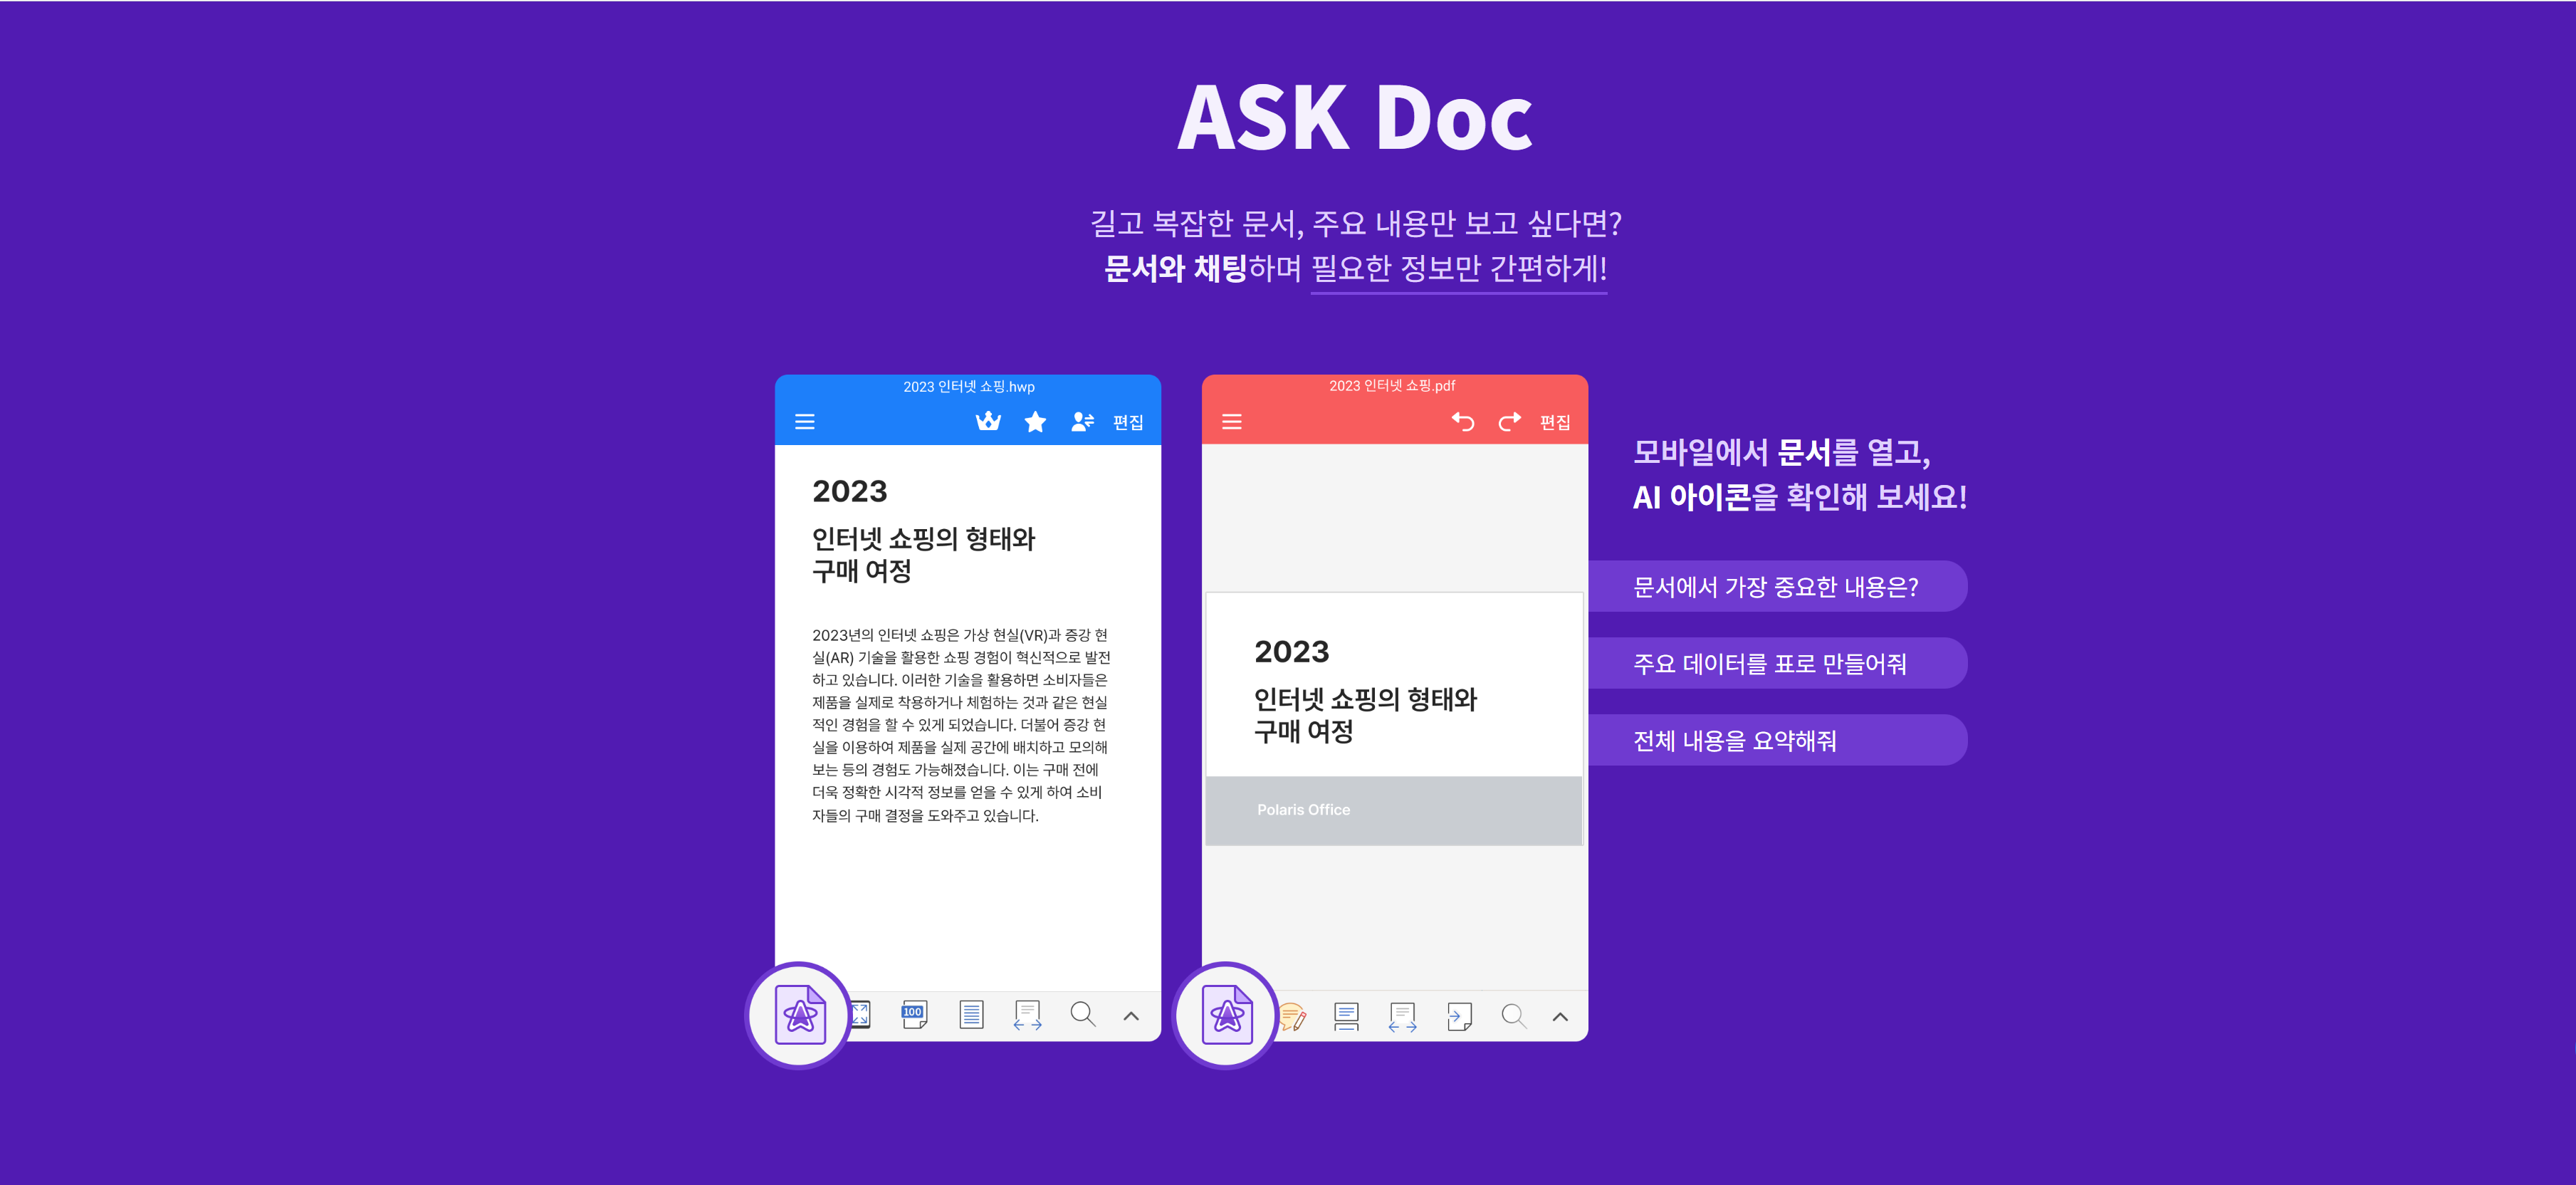 ASK Doc
길고 복잡한 문서, 주요 내용만 보고 싶다면?
문서와 채팅하며 필요한 정보만 간편하게!
2023 인터넷 쇼핑.hwp
편집
2023
인터넷 쇼핑의 형태와
구매 여정
2023년의 인터넷 쇼핑은 가상 현실(VR)과 증강 현
실(AR) 기술을 활용한 쇼핑 경험이 혁신적으로 발전
하고 있습니다. 이러한 기술을 활용하면 소비자들은
제품을 실제로 착용하거나 체험하는 것과 같은 현실
적인 경험을 할 수 있게 되었습니다. 더불어 증강 현
실을 이용하여 제품을 실제 공간에 배치하고 모의해
보는 등의 경험도 가능해졌습니다. 이는 구매 전에
더욱 정확한 시각적 정보를 얻을 수 있게 하여 소비
자들의 구매 결정을 도와주고 있습니다.
100
2023 인터넷 쇼핑.pdf
편집
2023
인터넷 쇼핑의 형태와
구매 여정
Polaris Office
모바일에서 문서를 열고,
AI 아이콘을 확인해 보세요!
문서에서 가장 중요한 내용은?
주요 데이터를 표로 만들어줘
전체 내용을 요약해줘